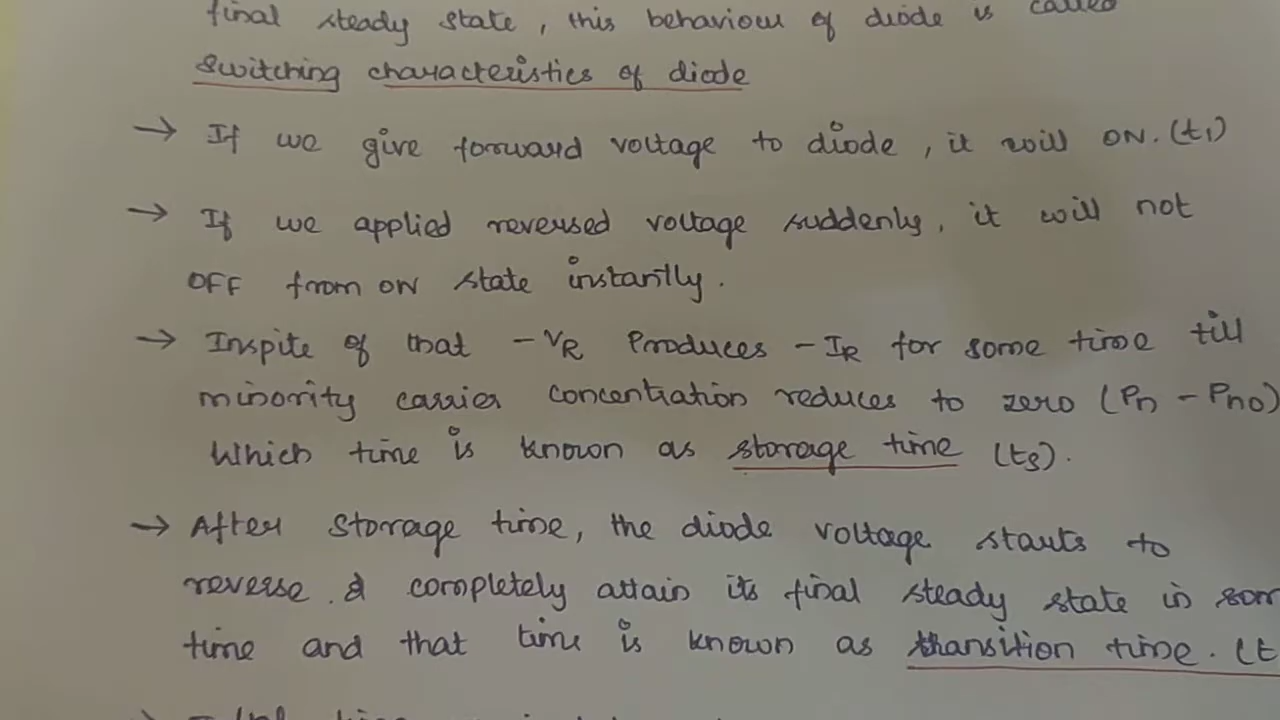 final steady state, this behaviour of diode is called
switching characteristics of diode
→ If we give forward voltage to diode, it will ON. (t1)
→ If we applied reversed voltage suddenly, it will not
OFF from ON state instantly.
→ Inspite of that -VR Produces -IR for some time till
minority carrier concentration reduces to zero (Pn - Pno)
which time is known as storage time (ts).
→ After storage time, the diode voltage starts to
reverse & completely attain its final steady state in som
time and that time is known as transition time. (t